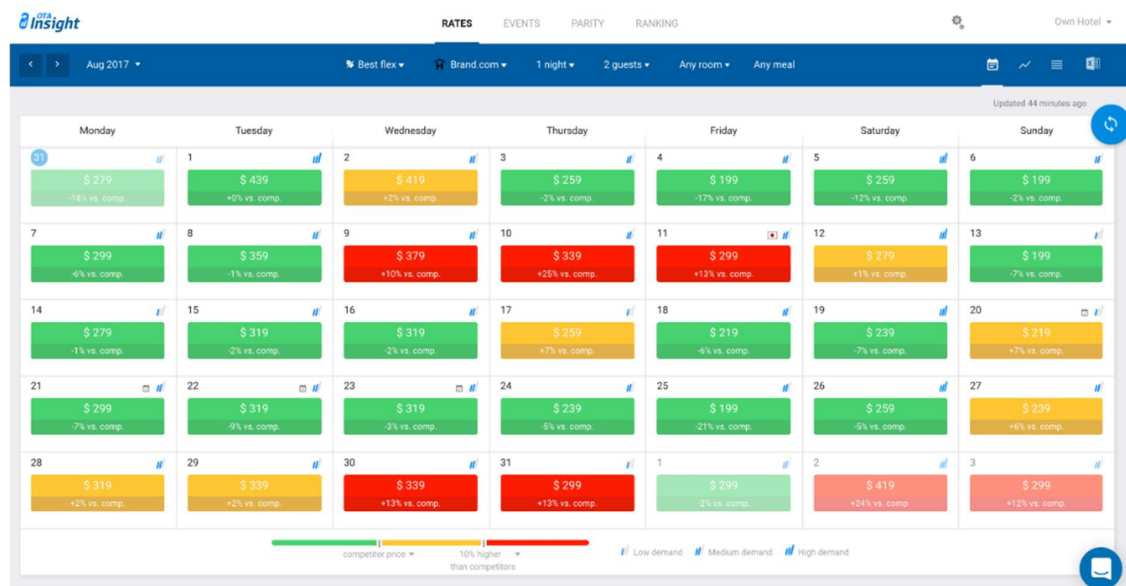 OTA Insight
RATES EVENTS PARITY RANKING Own Hotel
Aug 2017 Best flex Brand.com 1 night 2 guests Any room Any meal
Updated 44 minutes ago
Monday Tuesday Wednesday Thursday Friday Saturday Sunday
31 1 2 3 4 5 6
$ 279 $ 439 $ 419 $ 259 $ 199 $ 259 $ 199
-18% vs. comp. +0% vs. comp. +2% vs. comp. -2% vs. comp. -17% vs. comp. -12% vs. comp. -2% vs. comp.
7 8 9 10 11 12 13
$ 299 $ 359 $ 379 $ 339 $ 299 $ 279 $ 199
-6% vs. comp. -1% vs. comp. +10% vs. comp. +25% vs. comp. +13% vs. comp. +1% vs. comp. -7% vs. comp.
14 15 16 17 18 19 20
$ 279 $ 319 $ 319 $ 259 $ 219 $ 239 $ 219
-1% vs. comp. -2% vs. comp. -2% vs. comp. +7% vs. comp. -6% vs. comp. -7% vs. comp. +7% vs. comp.
21 22 23 24 25 26 27
$ 299 $ 319 $ 319 $ 239 $ 199 $ 259 $ 239
-7% vs. comp. -9% vs. comp. -3% vs. comp. -5% vs. comp. -21% vs. comp. -5% vs. comp. +6% vs. comp.
28 29 30 31 1 2 3
$ 319 $ 339 $ 339 $ 299 $ 299 $ 419 $ 299
+2% vs. comp. +2% vs. comp. +13% vs. comp. +13% vs. comp. -2% vs. comp. +24% vs. comp. +12% vs. comp.
competitor price 10% higher Low demand Medium demand High demand
than competitors